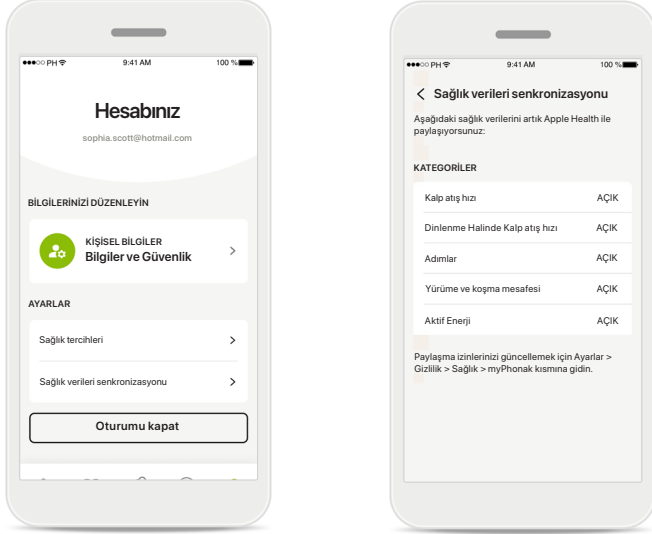 PH
9:41 AM
100 %
Hesabınız
sophia.scott@hotmail.com
BİLGİLERİNİZİ DÜZENLEYİN
KİŞİSEL BİLGİLER
Bilgiler ve Güvenlik
AYARLAR
Sağlık tercihleri
Sağlık verileri senkronizasyonu
Oturumu kapat
PH
9:41 AM
100 %
Sağlık verileri senkronizasyonu
Aşağıdaki sağlık verilerini artık Apple Health ile
paylaşıyorsunuz:
KATEGORİLER
Kalp atış hızı AÇIK
Dinlenme Halinde Kalp atış hızı AÇIK
Adımlar AÇIK
Yürüme ve koşma mesafesi AÇIK
Aktif Enerji AÇIK
Paylaşma izinlerinizi güncellemek için Ayarlar >
Gizlilik > Sağlık > myPhonak kısmına gidin.